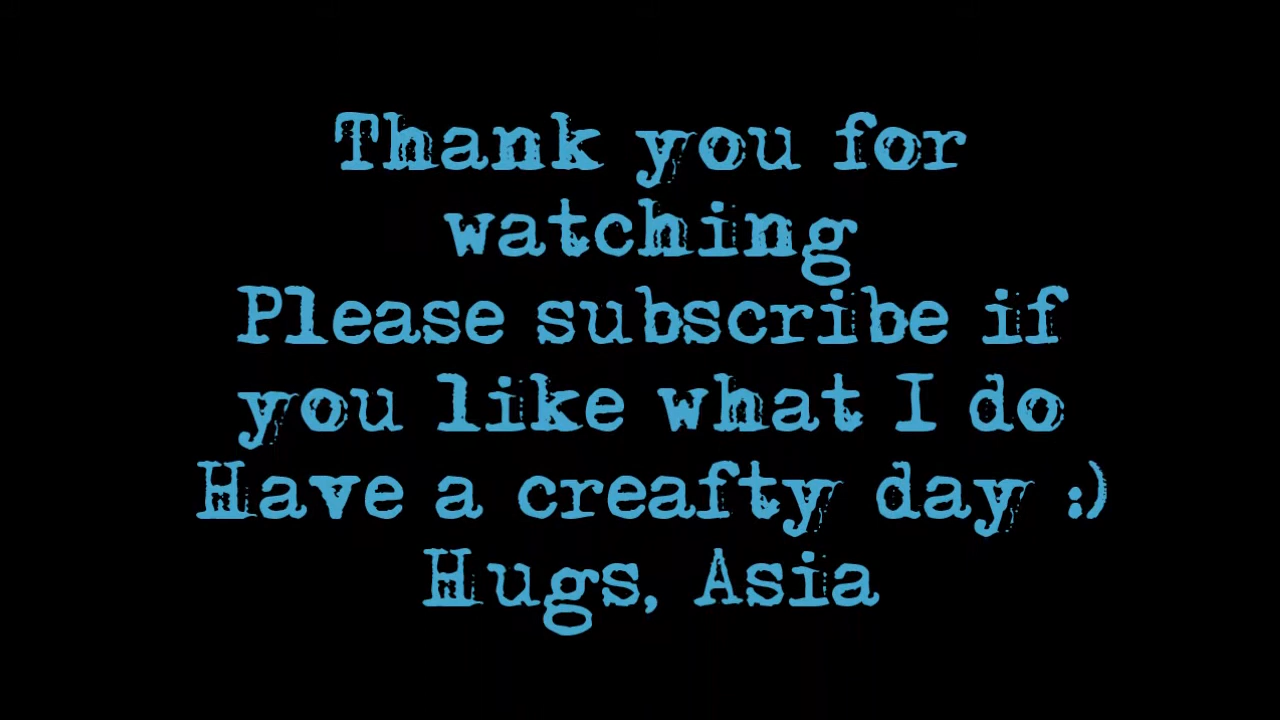 Thank you for
watching
Please subscribe if
you like what I do
Have a creafty day :)
Hugs, Asia